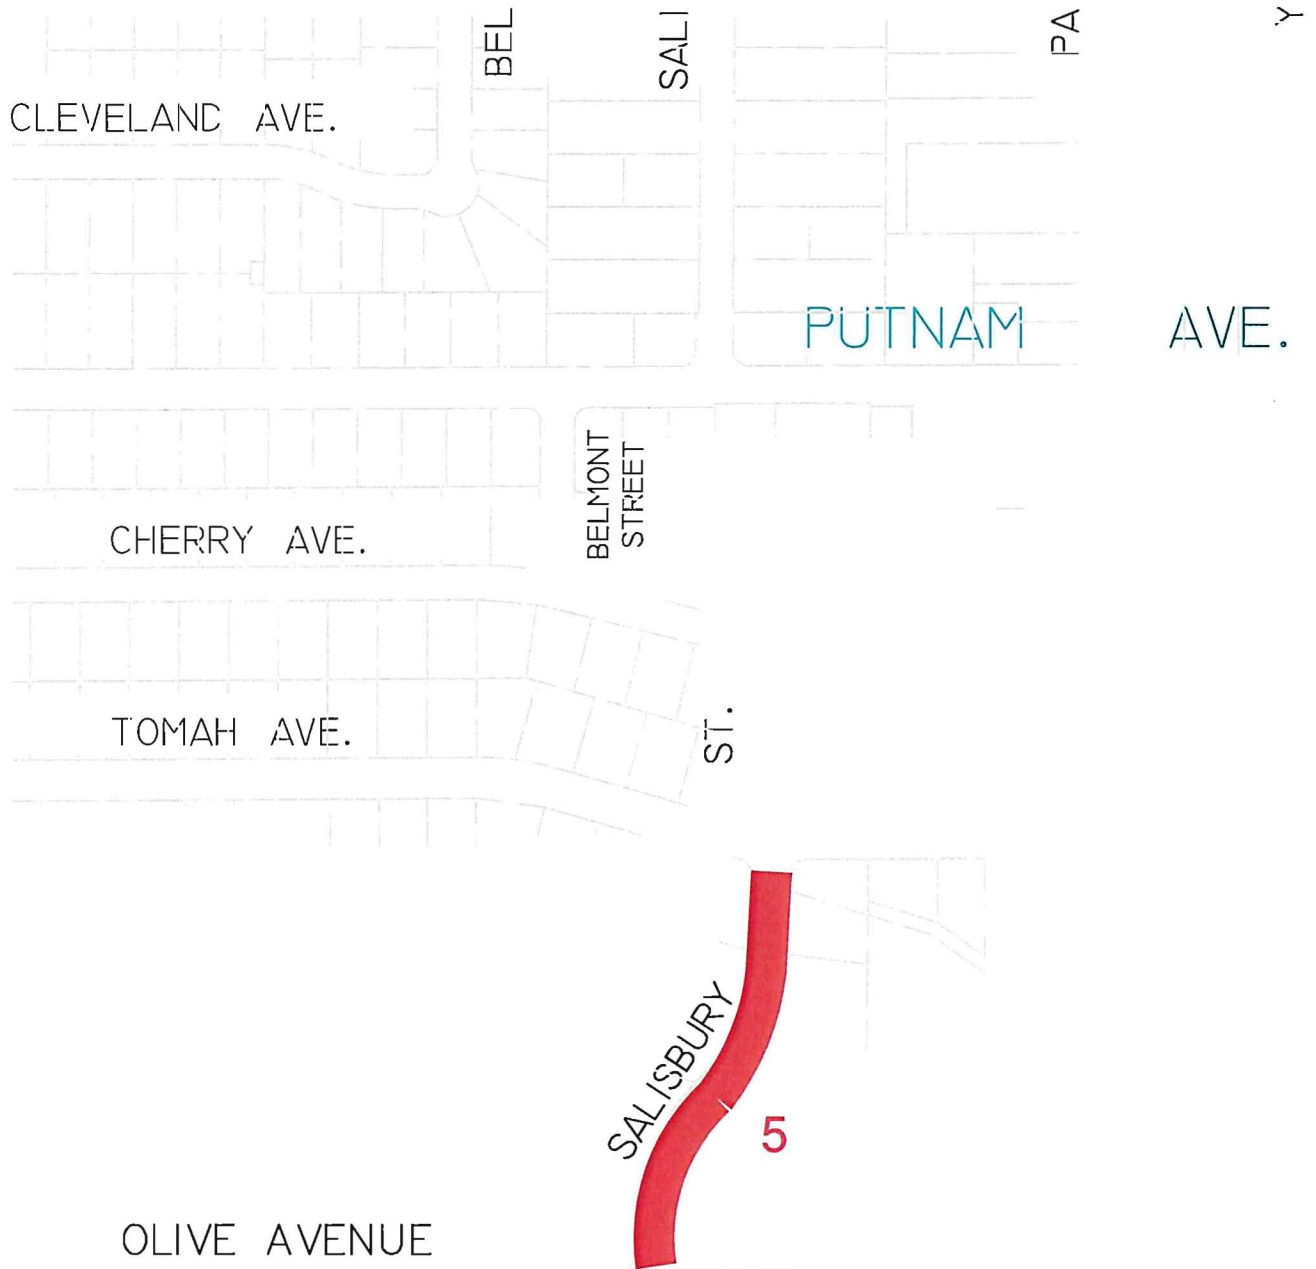 BEL
SALI
PA
Y
CLEVELAND AVE.
PUTNAM AVE.
BELMONT
STREET
CHERRY AVE.
TOMAH AVE.
ST.
SALISBURY
5
OLIVE AVENUE